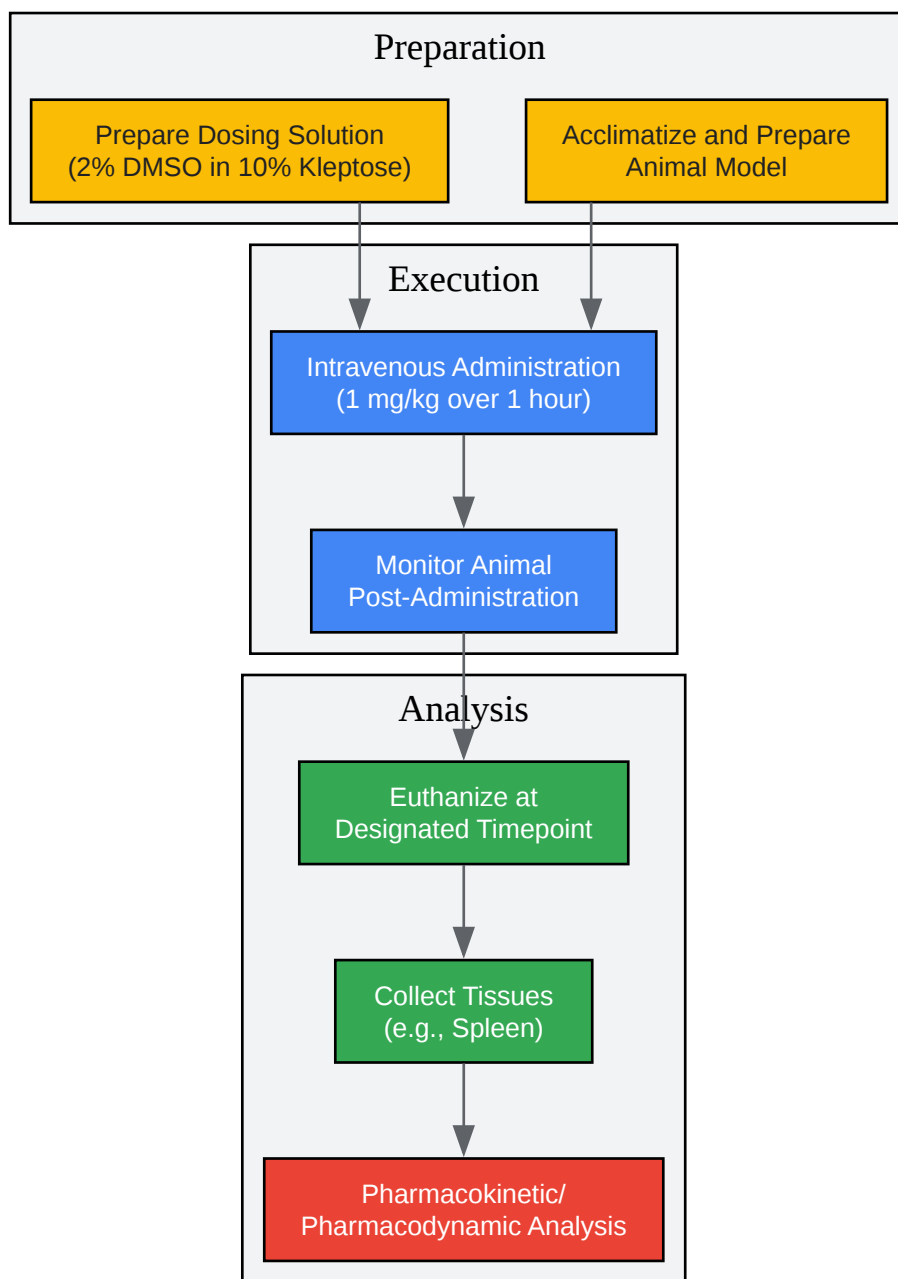 Preparation
Prepare Dosing Solution
(2% DMSO in 10% Kleptose)
Acclimatize and Prepare
Animal Model
Execution
Intravenous Administration
(1 mg/kg over 1 hour)
Monitor Animal
Post-Administration
Analysis
Euthanize at
Designated Timepoint
Collect Tissues
(e.g., Spleen)
Pharmacokinetic/
Pharmacodynamic Analysis